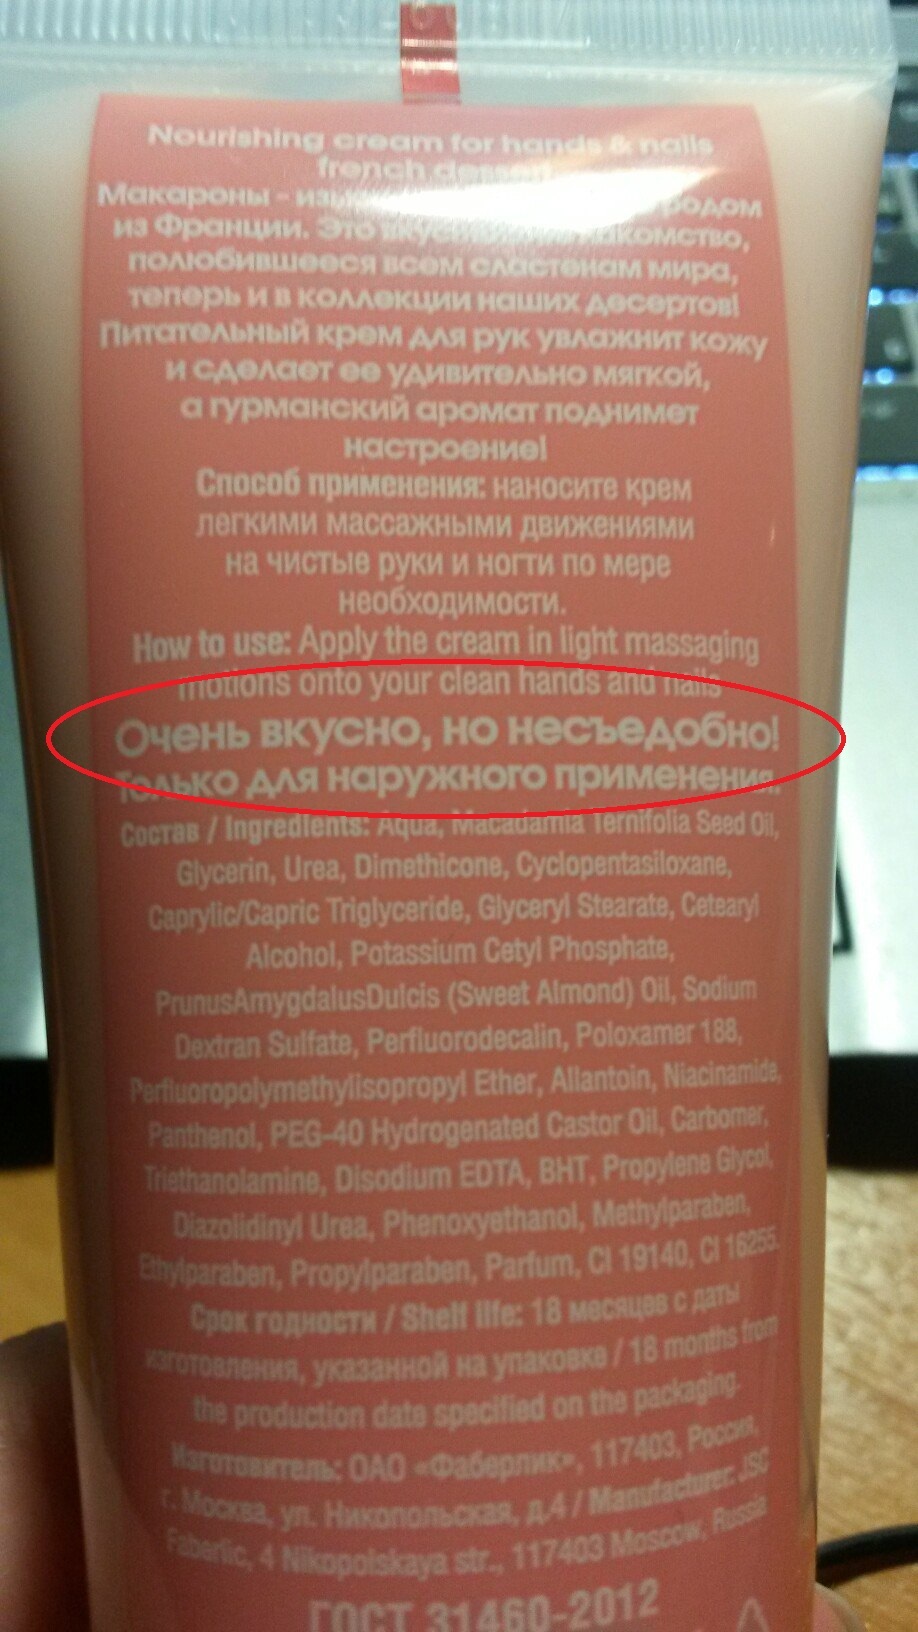 Nourishing cream for hands & nails
french dessert
Макароны - родом
из Франции. Это лакомство,
полюбившееся всем сластенам мира,
теперь и в коллекции наших десертов!
Питательный крем для рук увлажнит кожу
и сделает ее удивительно мягкой,
а гурманский аромат поднимет
настроение!
Способ применения: наносите крем
легкими массажными движениями
на чистые руки и ногти по мере
необходимости.
How to use: Apply the cream in light massaging
motions onto your clean hands and nails
Очень вкусно, но несъедобно!
Только для наружного применения.
Состав / Ingredients: Aqua, Macadamia Ternifolia Seed Oil,
Glycerin, Urea, Dimethicone, Cyclopentasiloxane,
Caprylic/Capric Triglyceride, Glyceryl Stearate, Cetearyl
Alcohol, Potassium Cetyl Phosphate,
PrunusAmygdalusDulcis (Sweet Almond) Oil, Sodium
Dextran Sulfate, Perfluorodecalin, Poloxamer 188,
Perfluoropolymethylisopropyl Ether, Allantoin, Niacinamide,
Panthenol, PEG-40 Hydrogenated Castor Oil, Carbomer,
Triethanolamine, Disodium EDTA, BHT, Propylene Glycol,
Diazolidinyl Urea, Phenoxyethanol, Methylparaben,
Ethylparaben, Propylparaben, Parfum, CI 19140, CI 16255.
Срок годности / Shelf life: 18 месяцев с даты
изготовления, указанной на упаковке / 18 months from
the production date specified on the packaging.
Изготовитель: ОАО «Фаберлик», 117403, Россия,
г. Москва, ул. Никопольская, д.4 / Manufacturer: JSC
Faberlic, 4 Nikopolskaya str., 117403 Moscow, Russia
ГОСТ 31460-2012